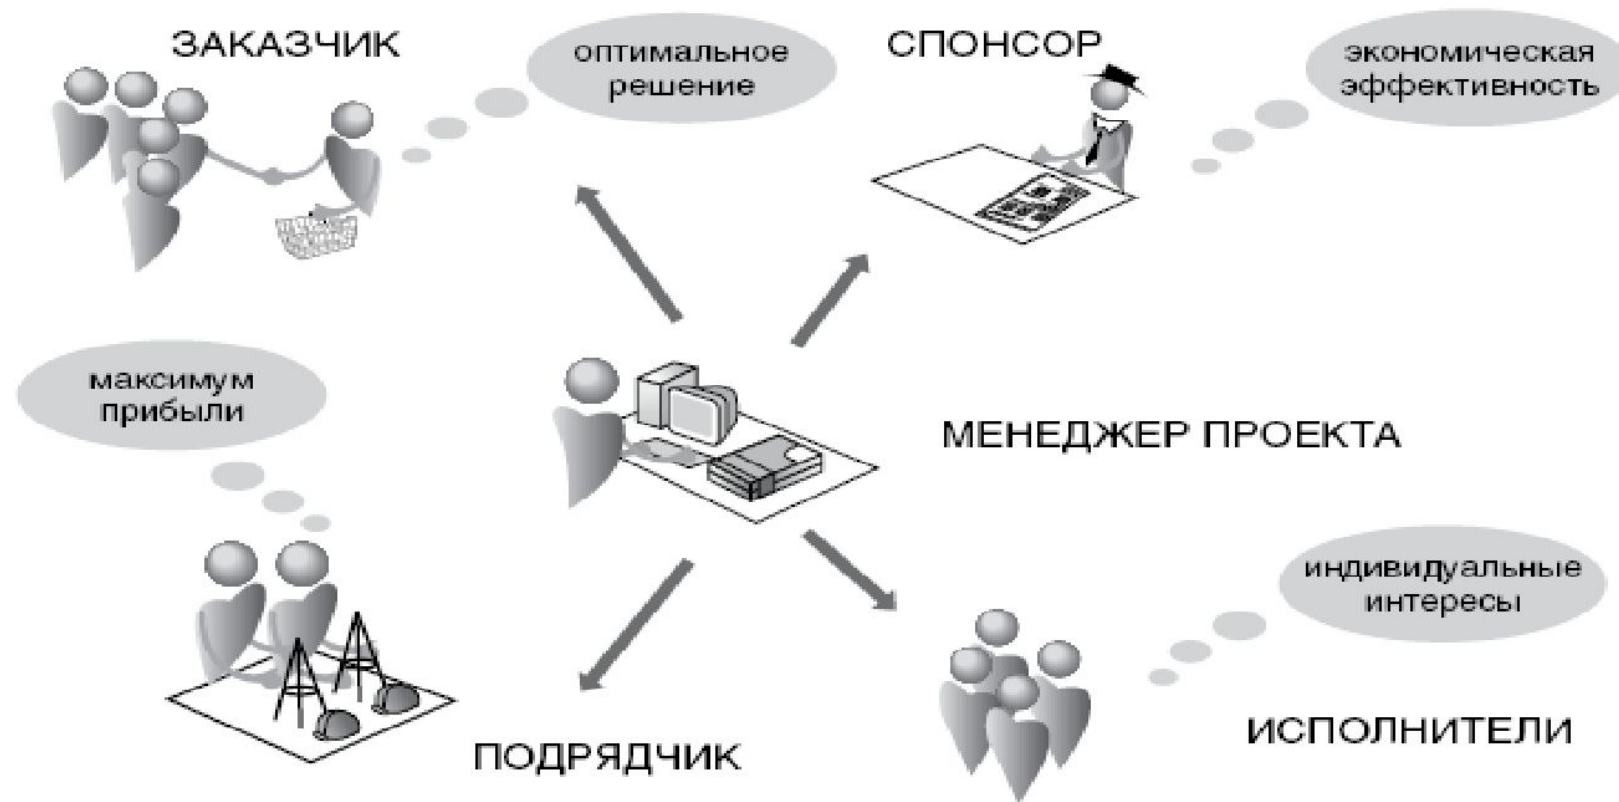 ЗАКАЗЧИК
оптимальное
решение
СПОНСОР
экономическая
эффективность
максимум
прибыли
МЕНЕДЖЕР ПРОЕКТА
индивидуальные
интересы
ИСПОЛНИТЕЛИ
ПОДРЯДЧИК